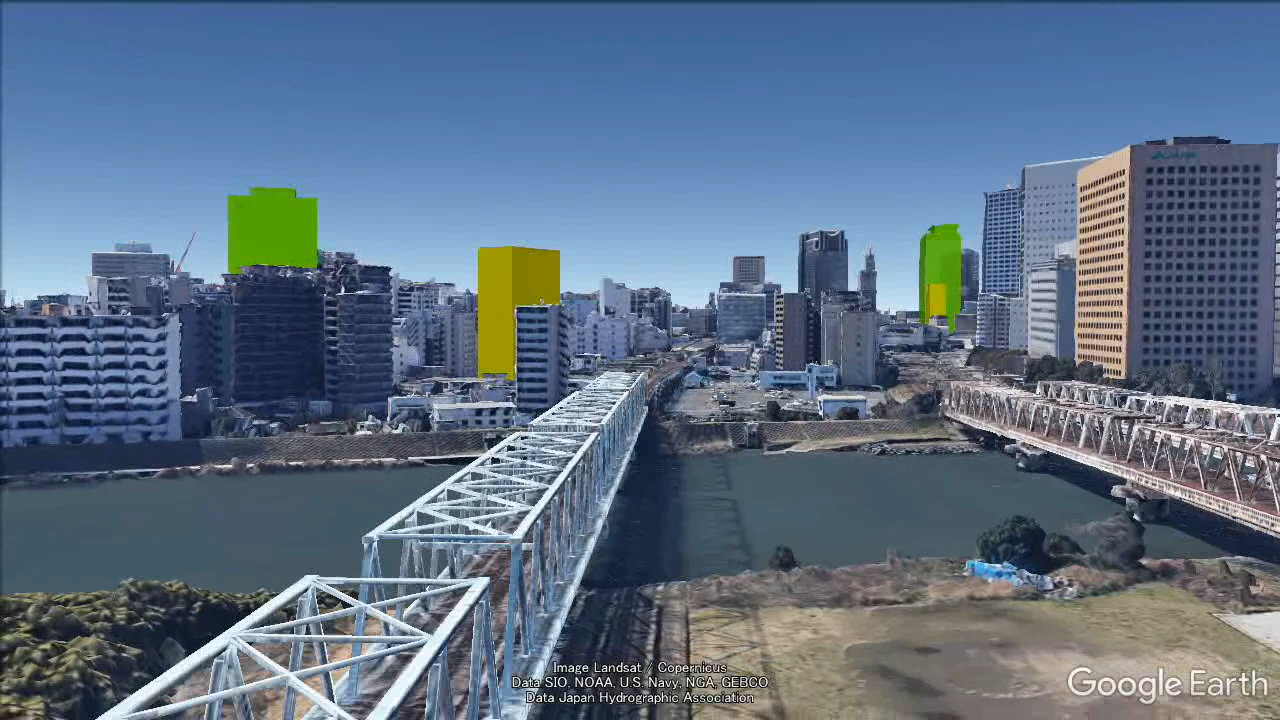 Image Landsat / Copernicus
Data SIO, NOAA, U.S. Navy, NGA, GEBCO
Data Japan Hydrographic Association
Google Earth